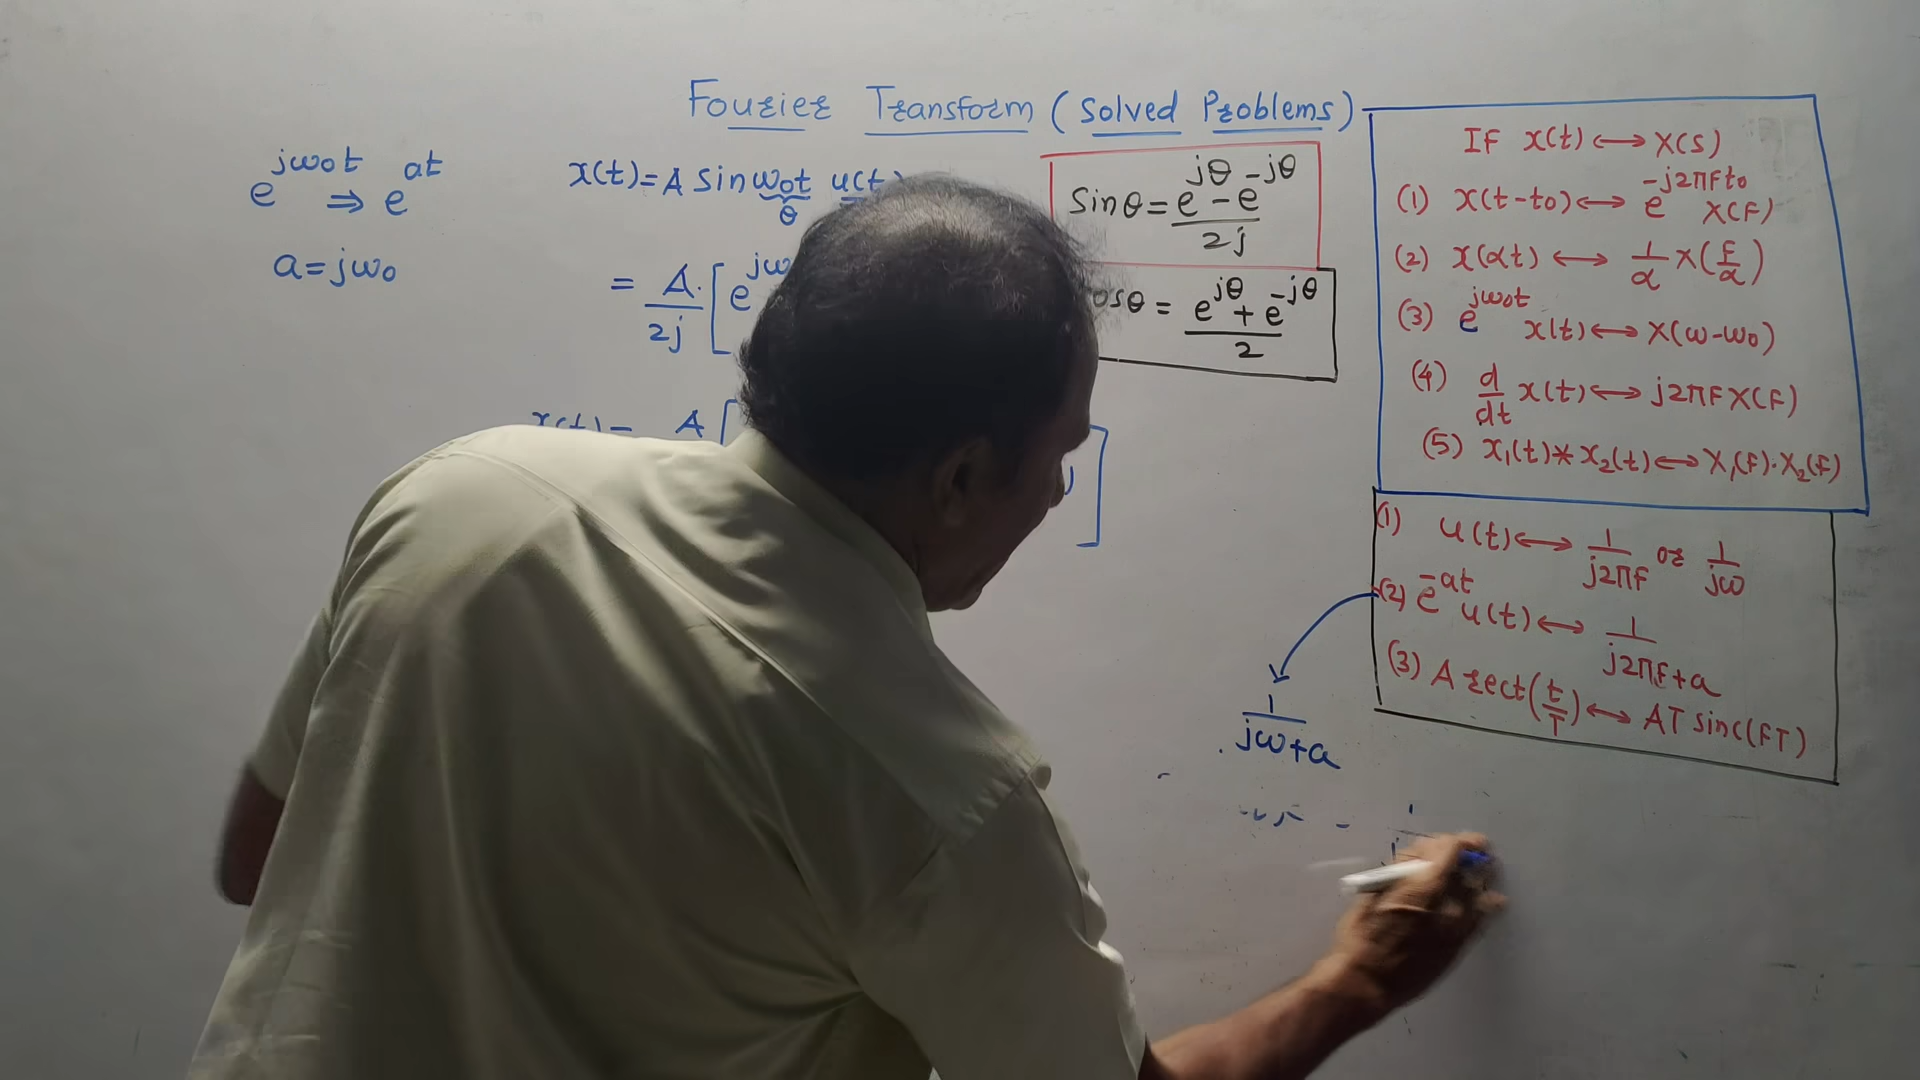 Fourier Transform (Solved Problems)
e^{jω₀t} ⇒ e^{at}
a = jω₀
x(t) = A Sin ω₀t u(t)
θ
= A/2j [ e^{jω
x(t) = A [
]
Sinθ = (e^{jθ} - e^{-jθ})/2j
osθ = (e^{jθ} + e^{-jθ})/2
IF x(t) ↔ X(S)
(1) x(t-t₀) ↔ e^{-j2πFt₀} X(F)
(2) x(αt) ↔ 1/α X(F/α)
(3) e^{jω₀t} x(t) ↔ X(ω-ω₀)
(4) d/dt x(t) ↔ j2πF X(F)
(5) x₁(t) * x₂(t) ↔ X₁(F)·X₂(F)
(1) u(t) ↔ 1/j2πF or 1/jω
(2) e^{-at} u(t) ↔ 1/(j2πF+a)
(3) A rect(t/T) ↔ AT sinc(FT)
1/(jω+a)